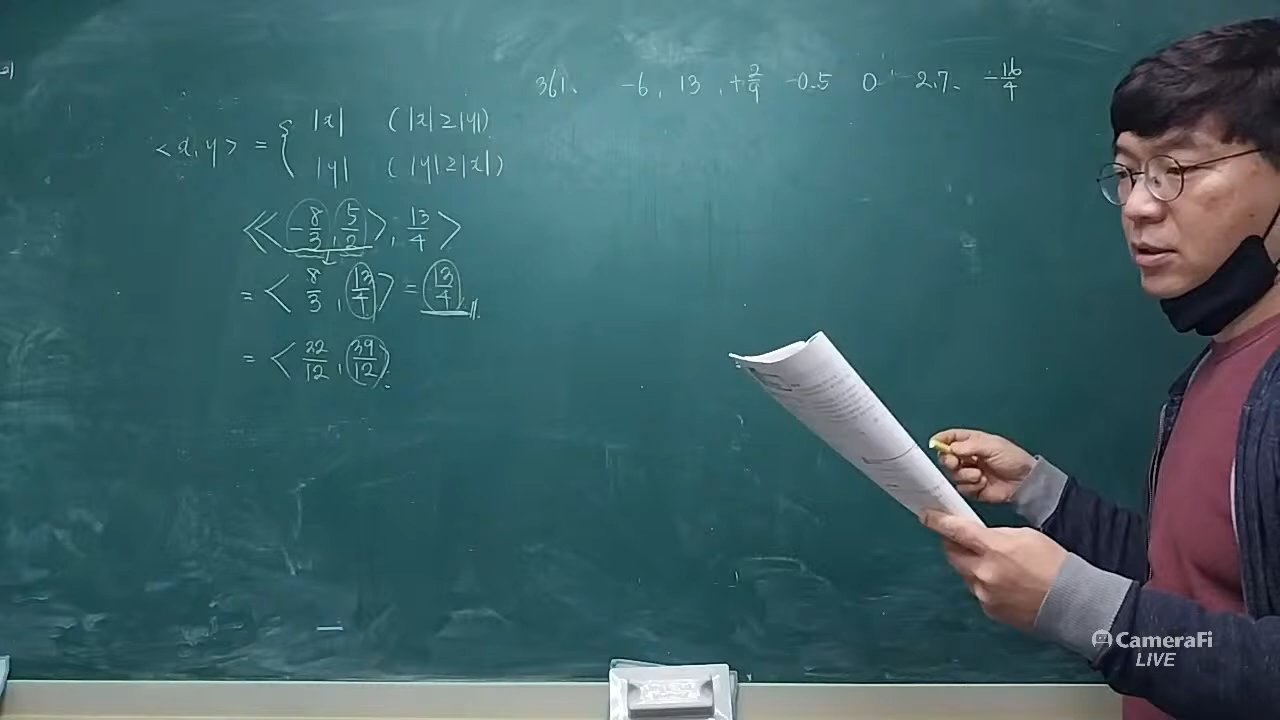 361. -6, 13, +2/9 -0.5 0 -2.7. -16/4
<x, y> = { |x| ( |x| ≥ |y| )
|y| ( |y| ≥ |x| )
<< -8/3, 5/2 >, 13/4 >
= < 8/3, 13/4 > = 13/4
= < 22/12, 39/12 >
CameraFi
LIVE